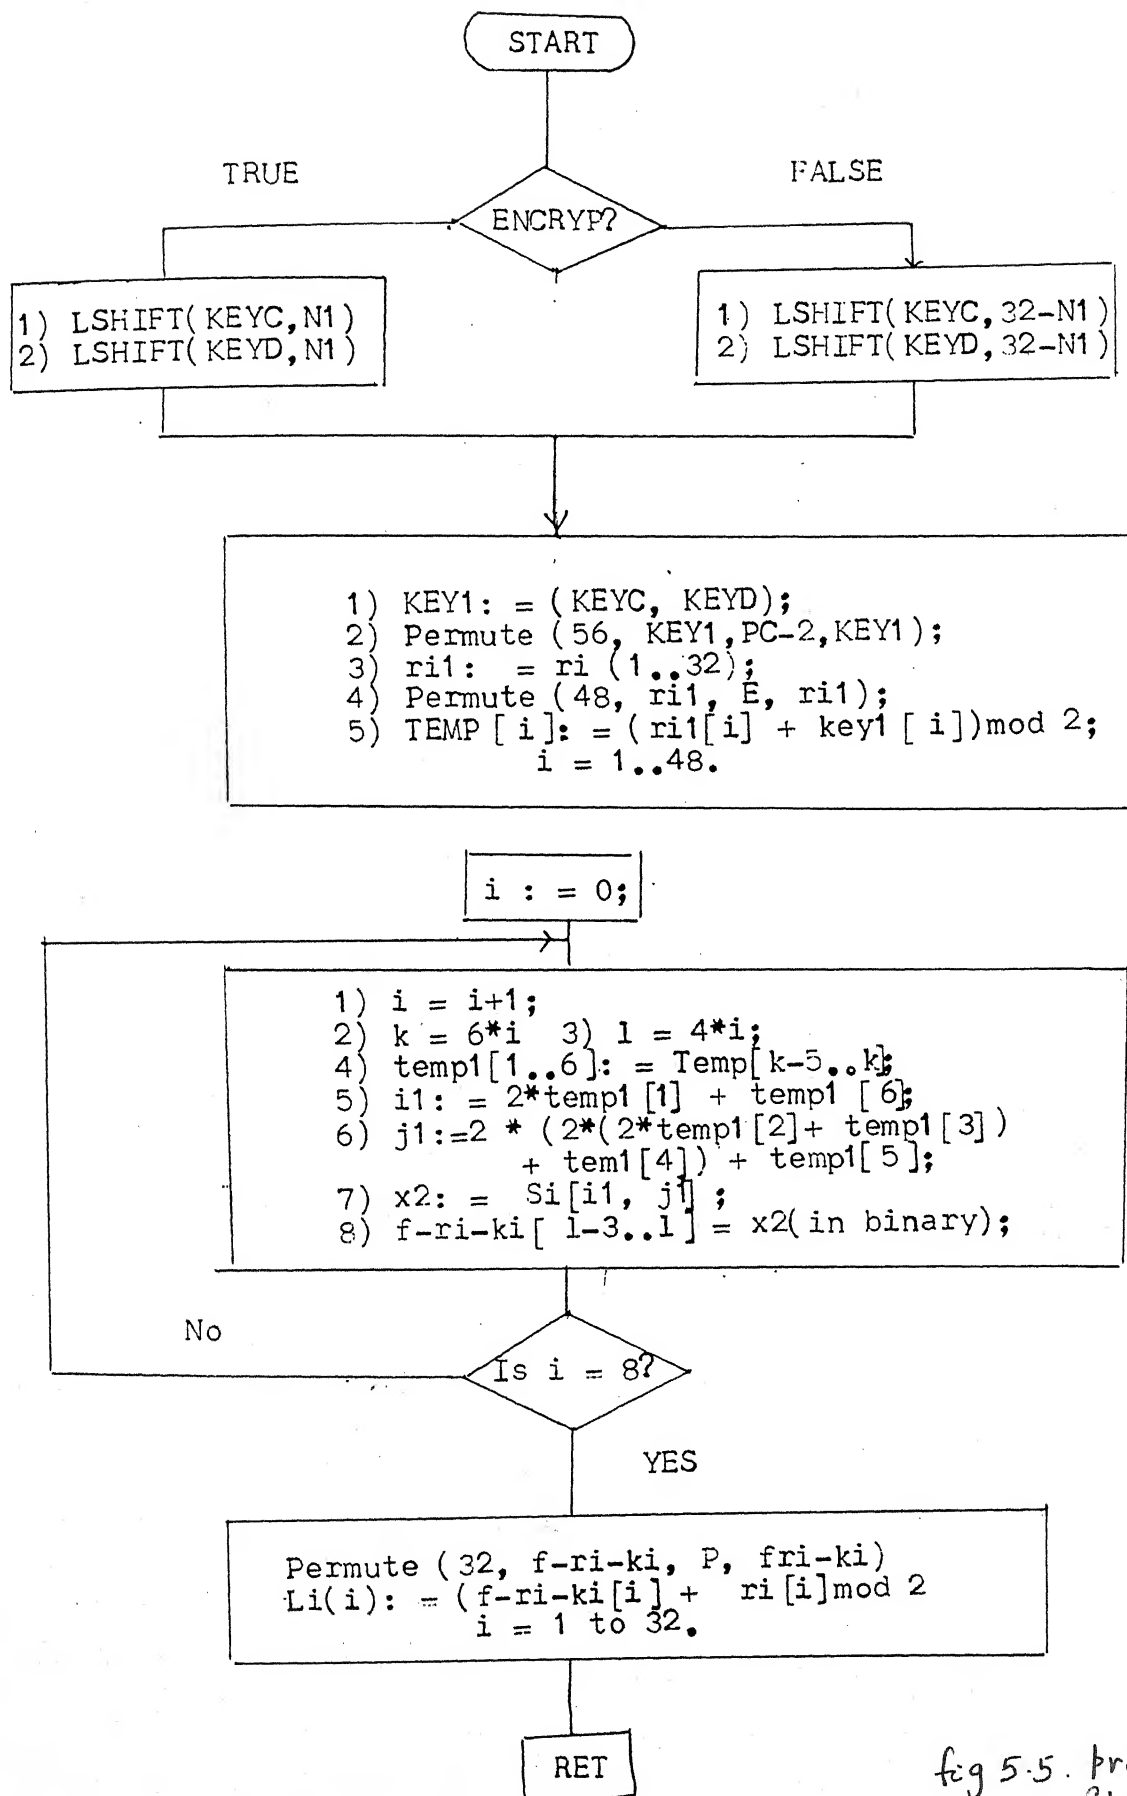 START
TRUE
FALSE
ENCRYP?
1) LSHIFT(KEYC,N1)
2) LSHIFT(KEYD,N1)
1) LSHIFT(KEYC,32-N1)
2) LSHIFT(KEYD,32-N1)
1) KEY1: = (KEYC, KEYD);
2) Permute (56, KEY1,PC-2,KEY1);
3) ri1: = ri (1..32);
4) Permute (48, ri1, E, ri1);
5) TEMP [ i]: = (ri1[i] + key1 [ i])mod 2;
i = 1..48.
i : = 0;
1) i = i+1;
2) k = 6*i 3) l = 4*i;
4) temp1[1..6]: = Temp[k-5..k];
5) i1: = 2*temp1 [1] + temp1 [6];
6) j1:=2 * (2*(2*temp1[2]+ temp1[3])
+ tem1[4]) + temp1[5];
7) x2: = Si[i1, j1] ;
8) f-ri-ki[ l-3..l] = x2(in binary);
No
Is i = 8?
YES
Permute (32, f-ri-ki, P, fri-ki)
Li(i): = (f-ri-ki[i] + ri[i]mod 2
i = 1 to 32.
RET
fig 5.5.